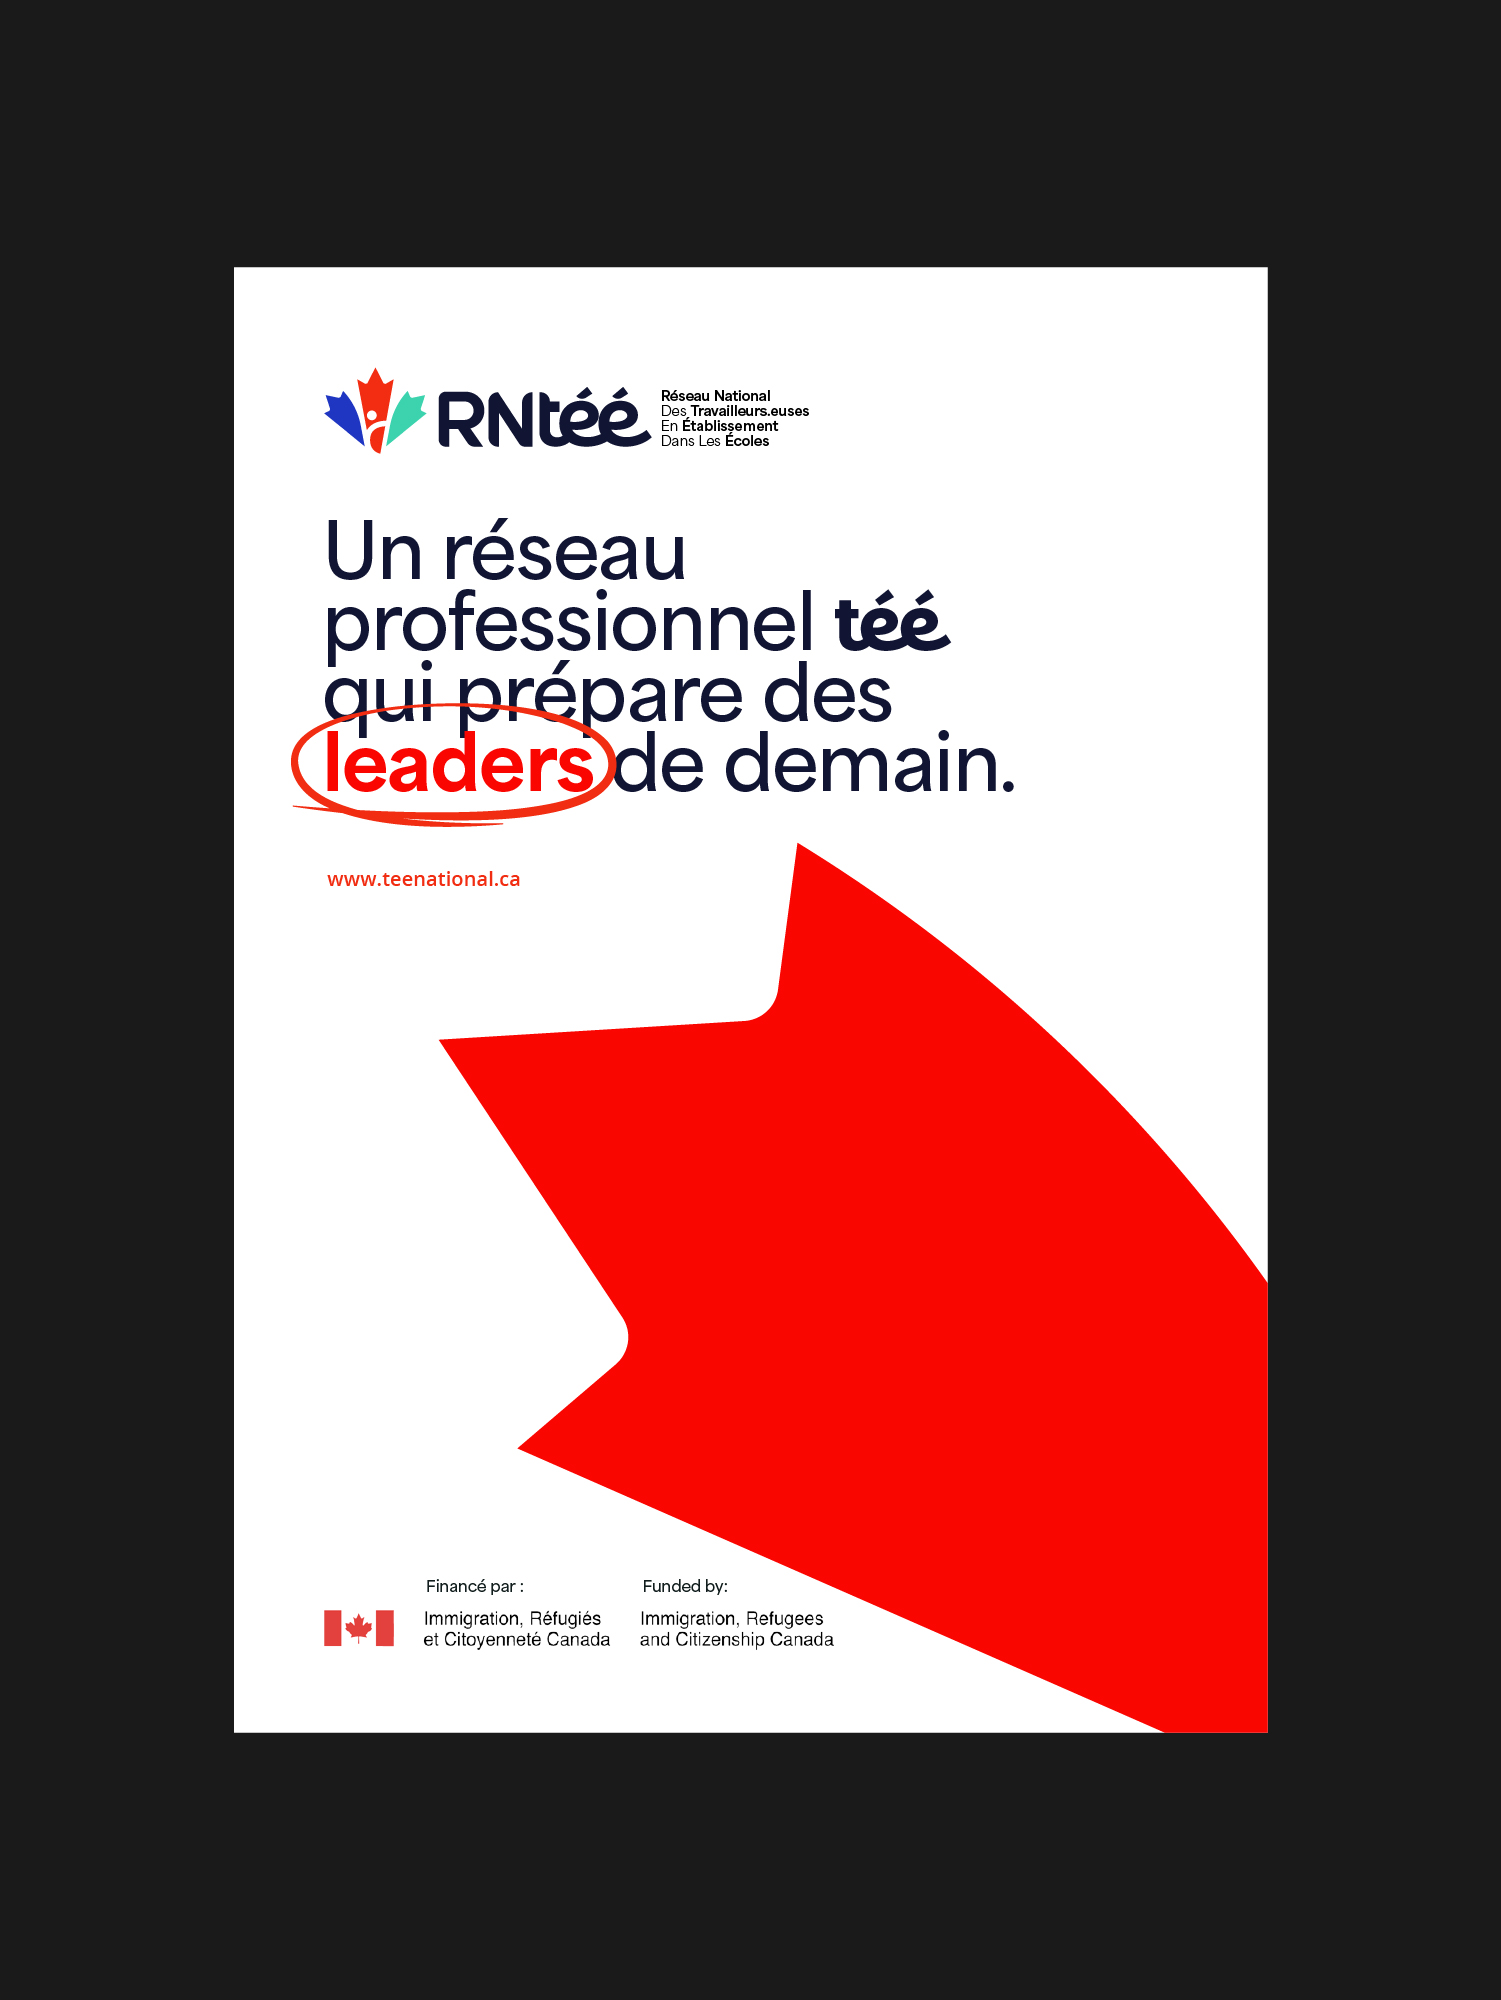 RNtéé
Réseau National
Des Travailleurs.euses
En Établissement
Dans Les Écoles
Un réseau
professionnel téé
qui prépare des
leaders de demain.
www.teenational.ca
Financé par :
Immigration, Réfugiés
et Citoyenneté Canada
Funded by:
Immigration, Refugees
and Citizenship Canada